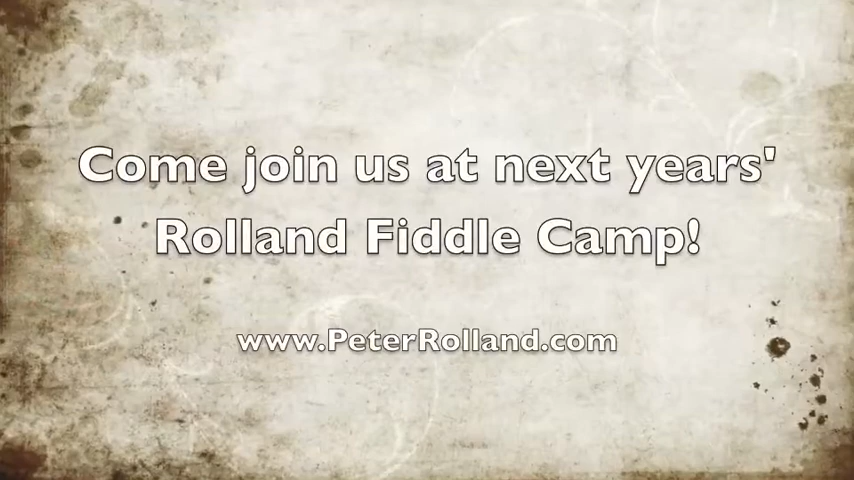 Come join us at next years'
Rolland Fiddle Camp!
www.PeterRolland.com